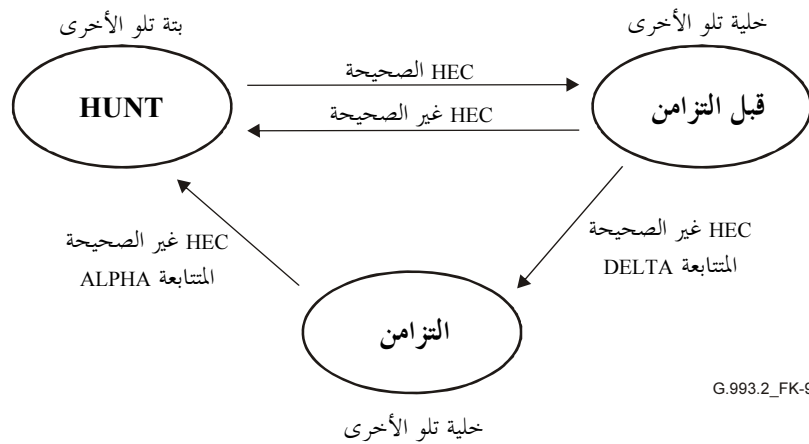 بتة تلو الأخرى
خلية تلو الأخرى
HEC الصحيحة
HUNT
قبل التزامن
HEC غير الصحيحة
HEC غير الصحيحة
المتتابعة ALPHA
HEC غير الصحيحة
المتتابعة DELTA
التزامن
خلية تلو الأخرى
G.993.2_FK-9